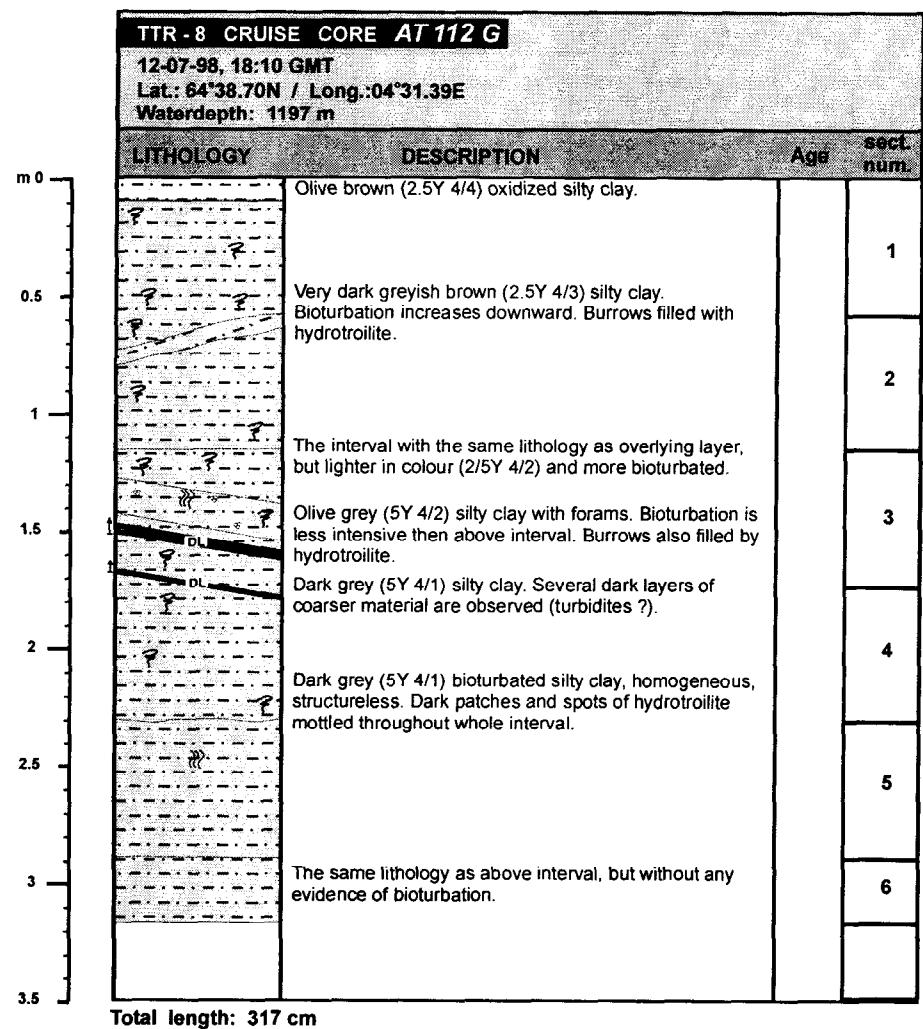 TTR - 8 CRUISE CORE AT 112 G
12-07-98, 18:10 GMT
Lat.: 64°38.70N / Long.:04°31.39E
Waterdepth: 1197 m
LITHOLOGY DESCRIPTION Age sect. num.
m 0
Olive brown (2.5Y 4/4) oxidized silty clay.
1
0.5
Very dark greyish brown (2.5Y 4/3) silty clay.
Bioturbation increases downward. Burrows filled with
hydrotroilite.
2
1
The interval with the same lithology as overlying layer,
but lighter in colour (2/5Y 4/2) and more bioturbated.
3
Olive grey (5Y 4/2) silty clay with forams. Bioturbation is
1.5
less intensive then above interval. Burrows also filled by
DL
hydrotroilite.
DL
Dark grey (5Y 4/1) silty clay. Several dark layers of
coarser material are observed (turbidites ?).
2
4
Dark grey (5Y 4/1) bioturbated silty clay, homogeneous,
structureless. Dark patches and spots of hydrotroilite
mottled throughout whole interval.
2.5
5
The same lithology as above interval, but without any
3
6
evidence of bioturbation.
3.5
Total length: 317 cm